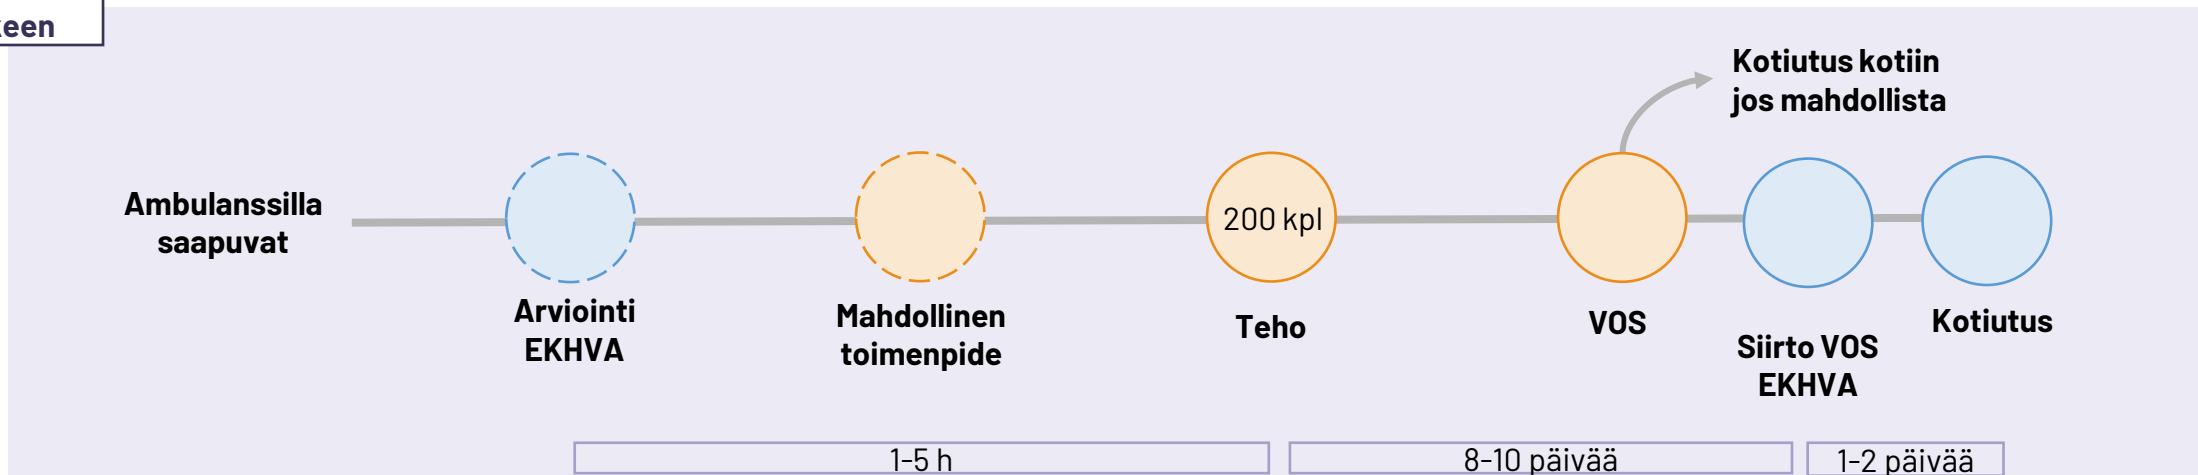 keen
Kotiutus kotiin
jos mahdollista
Ambulanssilla
saapuvat
200 kpl
Arviointi
EKHVA
Mahdollinen
toimenpide
Teho
VOS
Siirto VOS
EKHVA
Kotiutus
1-5 h
8-10 päivää
1-2 päivää